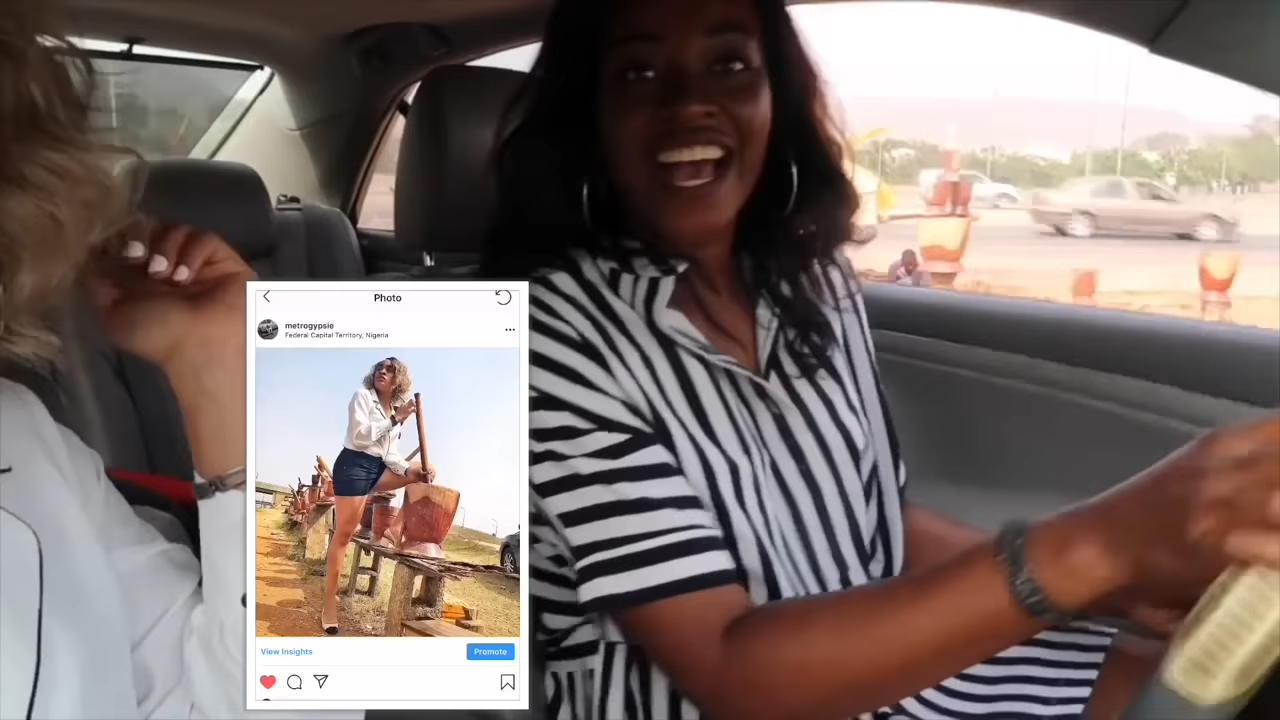 Photo
metrogypsie
Federal Capital Territory, Nigeria
View Insights
Promote